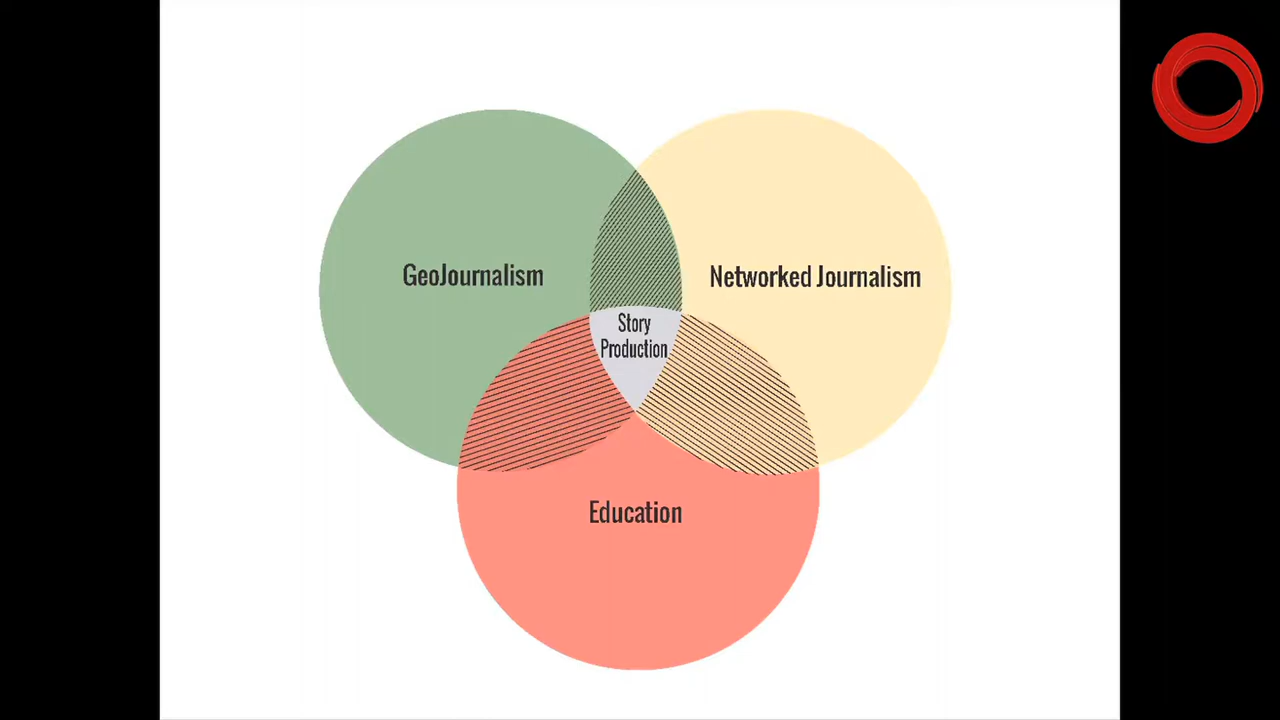 GeoJournalism
Networked Journalism
Story
Production
Education